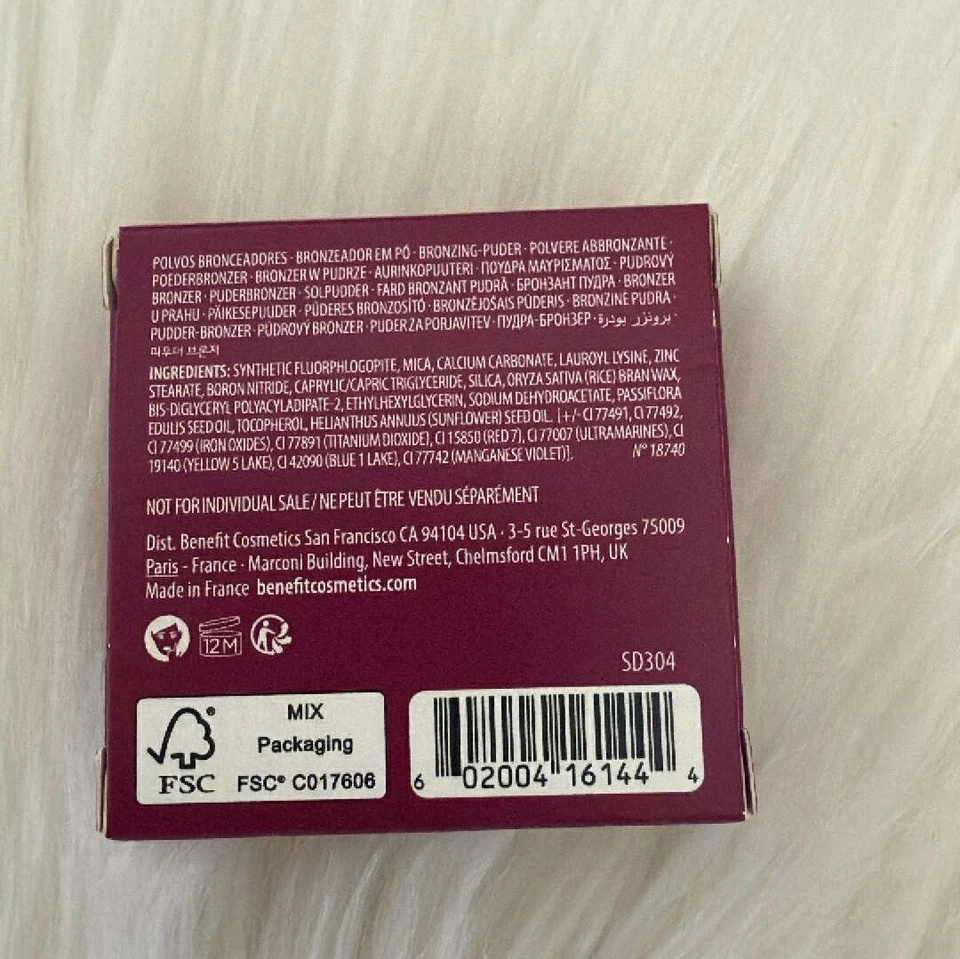 POLVOS BRONCEADORES · BRONZEADOR EM PÓ · BRONZING-PUDER · POLVERE ABBRONZANTE ·
POEDERBRONZER · BRONZER W PUDRZE · AURINKOPUUTERI · ΠΟΥΔΡΑ ΜΑΥΡΙΣΜΑΤΟΣ · PUDROVÝ
BRONZER · PUDERBRONZER · SOLPUDDER · FARD BRONZANT PUDRĂ · БРОНЗАНТ ПУДРА · BRONZER
U PRAHU · PÄIKESEPUUDER · PŪDERES BRONZOSÍTÓ · BRONZĒJOŠAIS PŪDERIS · BRONZINĖ PUDRA ·
PUDDER-BRONZER · PÚDROVÝ BRONZER · PUDER ZA PORJAVITEV · ПУДРА-БРОНЗЕР · برونزر بودرة ·
파우더 브론저
INGREDIENTS: SYNTHETIC FLUORPHLOGOPITE, MICA, CALCIUM CARBONATE, LAUROYL LYSINE, ZINC
STEARATE, BORON NITRIDE, CAPRYLIC/CAPRIC TRIGLYCERIDE, SILICA, ORYZA SATIVA (RICE) BRAN WAX,
BIS-DIGLYCERYL POLYACYLADIPATE-2, ETHYLHEXYLGLYCERIN, SODIUM DEHYDROACETATE, PASSIFLORA
EDULIS SEED OIL, TOCOPHEROL, HELIANTHUS ANNUUS (SUNFLOWER) SEED OIL. [+/- CI 77491, CI 77492,
CI 77499 (IRON OXIDES), CI 77891 (TITANIUM DIOXIDE), CI 15850 (RED 7), CI 77007 (ULTRAMARINES), CI
19140 (YELLOW 5 LAKE), CI 42090 (BLUE 1 LAKE), CI 77742 (MANGANESE VIOLET)]. N° 18740
NOT FOR INDIVIDUAL SALE / NE PEUT ÊTRE VENDU SÉPARÉMENT
Dist. Benefit Cosmetics San Francisco CA 94104 USA · 3-5 rue St-Georges 75009
Paris - France · Marconi Building, New Street, Chelmsford CM1 1PH, UK
Made in France benefitcosmetics.com
12M
SD304
MIX
Packaging
FSC® C017606
FSC
6 02004 16144 4